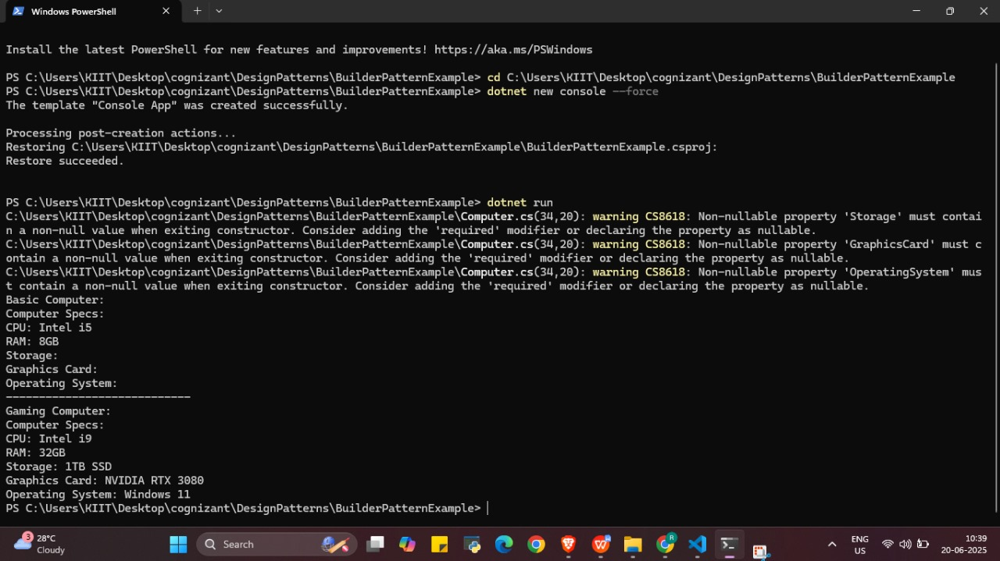 Windows PowerShell
Install the latest PowerShell for new features and improvements! https://aka.ms/PSWindows
PS C:\Users\KIIT\Desktop\cognizant\DesignPatterns\BuilderPatternExample> cd C:\Users\KIIT\Desktop\cognizant\DesignPatterns\BuilderPatternExample
PS C:\Users\KIIT\Desktop\cognizant\DesignPatterns\BuilderPatternExample> dotnet new console --force
The template "Console App" was created successfully.
Processing post-creation actions...
Restoring C:\Users\KIIT\Desktop\cognizant\DesignPatterns\BuilderPatternExample\BuilderPatternExample.csproj:
Restore succeeded.
PS C:\Users\KIIT\Desktop\cognizant\DesignPatterns\BuilderPatternExample> dotnet run
C:\Users\KIIT\Desktop\cognizant\DesignPatterns\BuilderPatternExample\Computer.cs(34,20): warning CS8618: Non-nullable property 'Storage' must contai
n a non-null value when exiting constructor. Consider adding the 'required' modifier or declaring the property as nullable.
C:\Users\KIIT\Desktop\cognizant\DesignPatterns\BuilderPatternExample\Computer.cs(34,20): warning CS8618: Non-nullable property 'GraphicsCard' must c
ontain a non-null value when exiting constructor. Consider adding the 'required' modifier or declaring the property as nullable.
C:\Users\KIIT\Desktop\cognizant\DesignPatterns\BuilderPatternExample\Computer.cs(34,20): warning CS8618: Non-nullable property 'OperatingSystem' mus
t contain a non-null value when exiting constructor. Consider adding the 'required' modifier or declaring the property as nullable.
Basic Computer:
Computer Specs:
CPU: Intel i5
RAM: 8GB
Storage:
Graphics Card:
Operating System:
----------------------------
Gaming Computer:
Computer Specs:
CPU: Intel i9
RAM: 32GB
Storage: 1TB SSD
Graphics Card: NVIDIA RTX 3080
Operating System: Windows 11
PS C:\Users\KIIT\Desktop\cognizant\DesignPatterns\BuilderPatternExample>
3
28°C
Cloudy
Search
R
ENG
US
10:39
20-06-2025